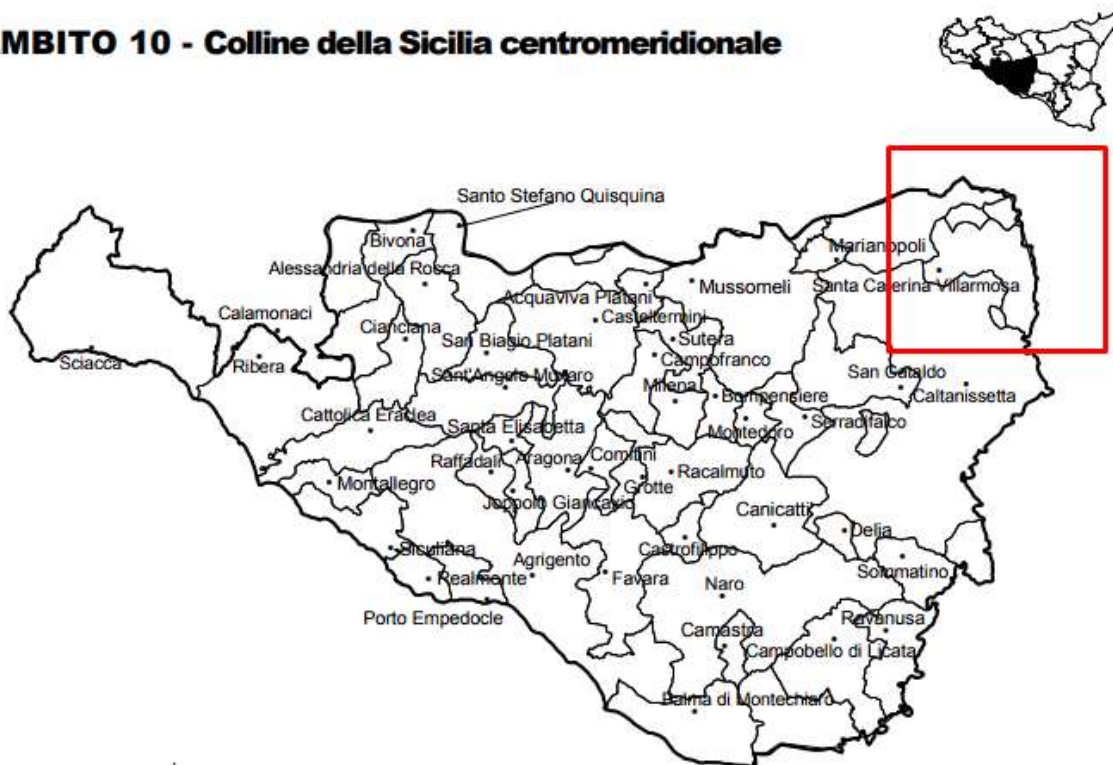 MBITO 10 - Colline della Sicilia centromeridionale
Santo Stefano Quisquina
Bivona
Marianopoli
Alessandria della Rocca
Mussomeli
Santa Caterina Villarmosa
Acquaviva Platani
Calamonaci
Casteltermini
Cianciana
San Biagio Platani
Sutera
Sciacca
Ribera
Campofranco
San Cataldo
Sant'Angelo Muxaro
Milena
Bompensiere
Caltanissetta
Cattolica Eraclea
Santa Elisabetta
Montedoro
Serradifalco
Raffadali
Aragona
Comitini
Racalmuto
Montallegro
Grotte
Joppolo Giancaxio
Canicatti
Delia
Siculiana
Castrofilippo
Agrigento
Sommatino
Realmonte
Favara
Naro
Porto Empedocle
Ravanusa
Camastra
Campobello di Licata
Palma di Montechiaro